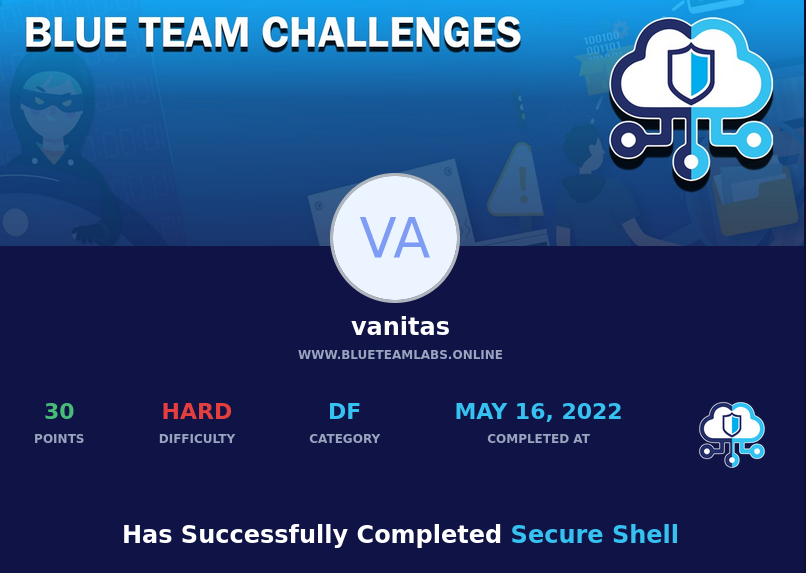 BLUE TEAM CHALLENGES
VA
vanitas
WWW.BLUETEAMLABS.ONLINE
30 HARD DF MAY 16, 2022
POINTS DIFFICULTY CATEGORY COMPLETED AT
Has Successfully Completed Secure Shell